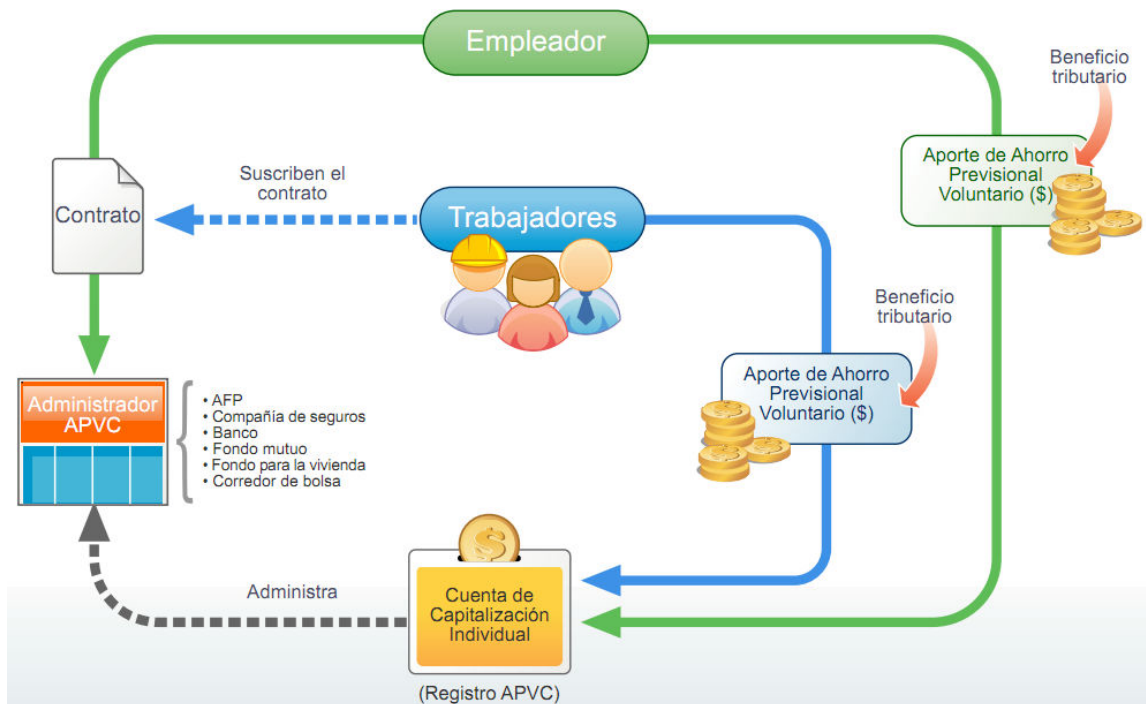 Empleador
Beneficio
tributario
Aporte de Ahorro
Previsional
Voluntario ($)
Suscriben el
contrato
Contrato
Trabajadores
Beneficio
tributario
Aporte de Ahorro
Previsional
Voluntario ($)
Administrador
APVC
• AFP
• Compañía de seguros
• Banco
• Fondo mutuo
• Fondo para la vivienda
• Corredor de bolsa
$
Administra
Cuenta de
Capitalización
Individual
(Registro APVC)